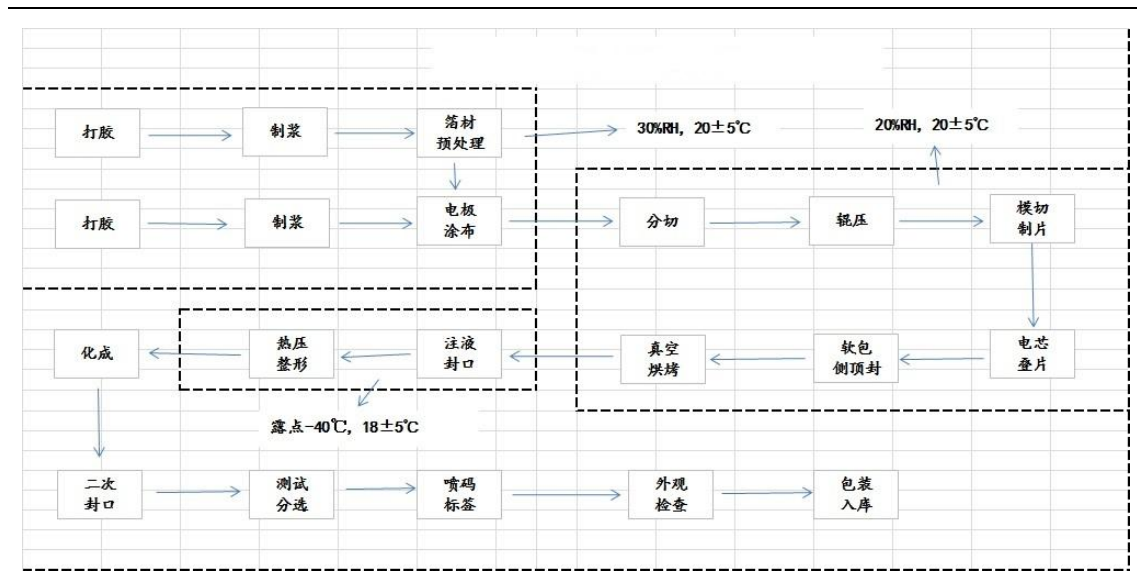 打胶
制浆
箔材
预处理
30%RH, 20±5℃
20%RH, 20±5℃
打胶
制浆
电极
涂布
分切
辊压
模切
制片
化成
热压
整形
注液
封口
真空
烘烤
软包
侧顶封
电芯
叠片
露点-40℃, 18±5℃
二次
封口
测试
分选
喷码
标签
外观
检查
包装
入库